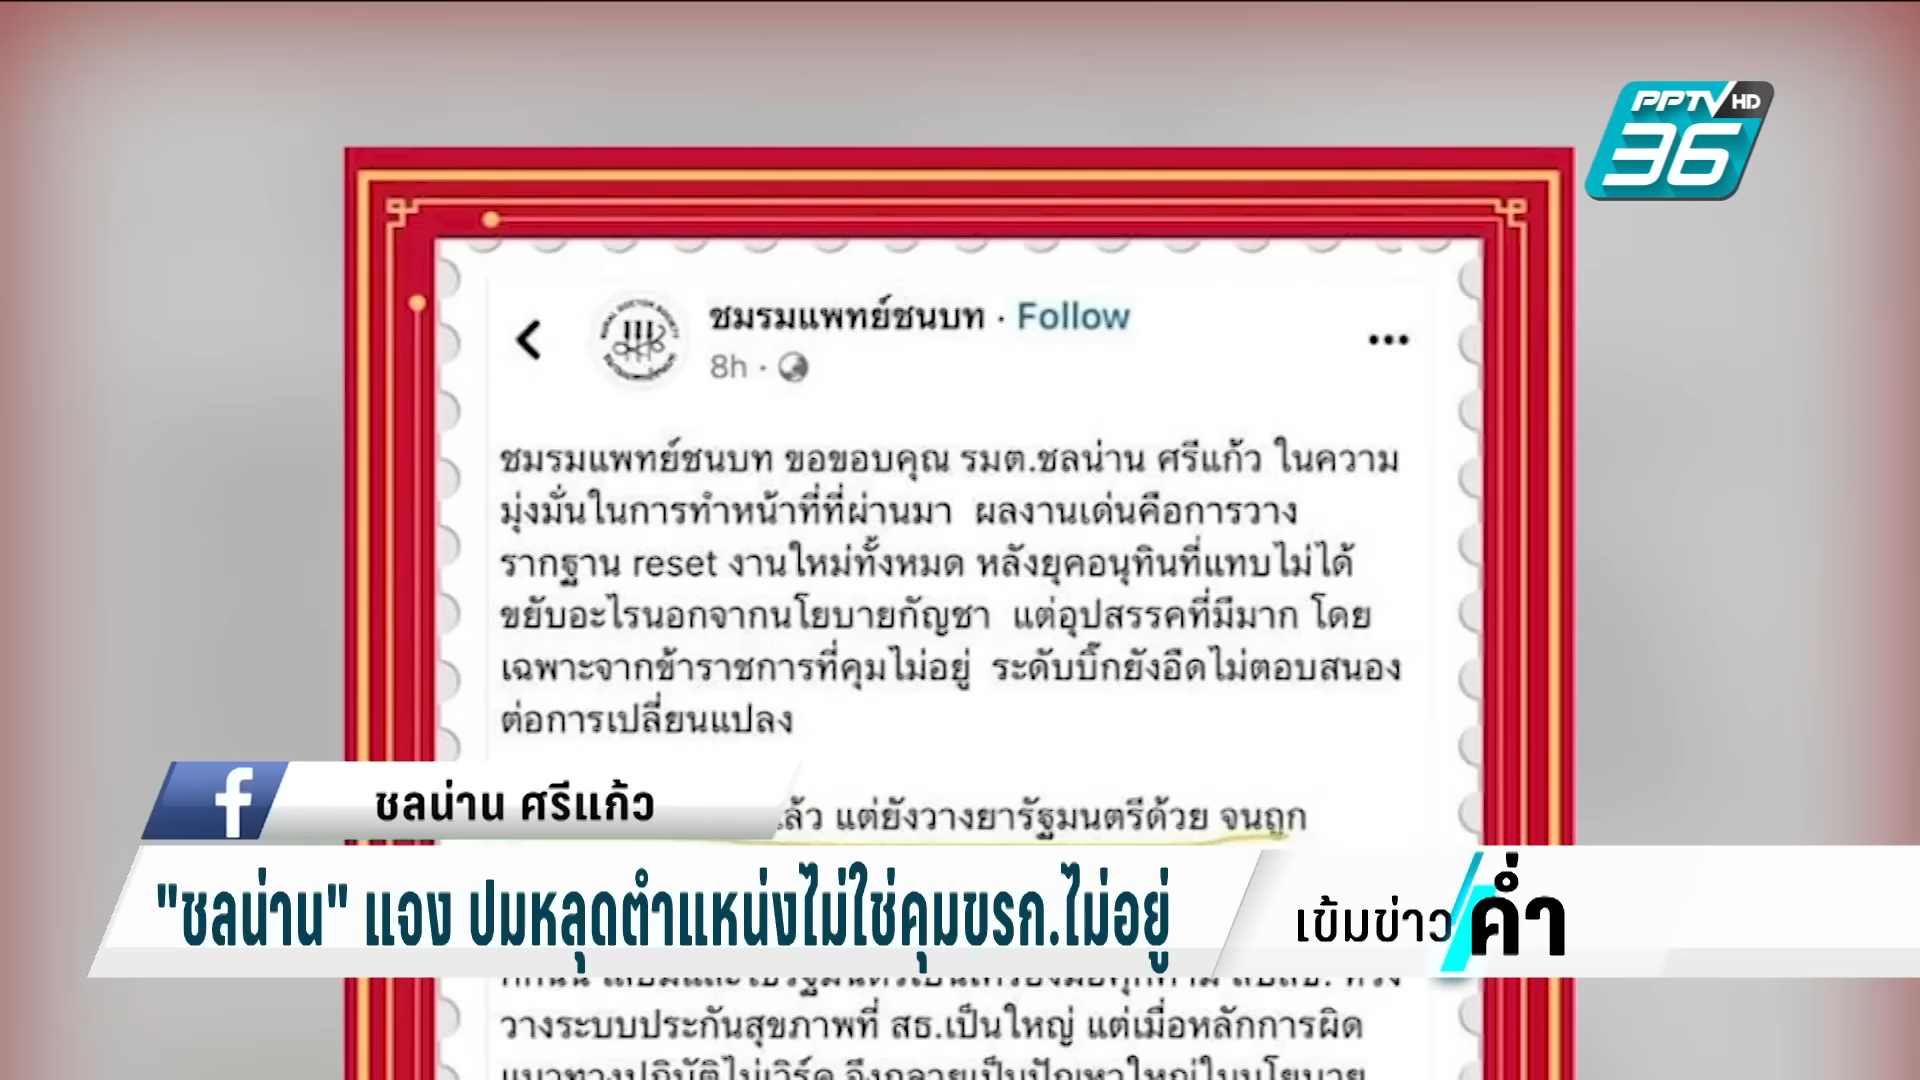 PPTV HD
36
ชมรมแพทย์ชนบท · Follow
8h ·
ชมรมแพทย์ชนบท ขอขอบคุณ รมต.ชลน่าน ศรีแก้ว ในความ
มุ่งมั่นในการทำหน้าที่ที่ผ่านมา ผลงานเด่นคือการวาง
รากฐาน reset งานใหม่ทั้งหมด หลังยุคอนุทินที่แทบไม่ได้
ขยับอะไรนอกจากนโยบายกัญชา แต่อุปสรรคที่มีมาก โดย
เฉพาะจากข้าราชการที่คุมไม่อยู่ ระดับบิ๊กยังอืดไม่ตอบสนอง
ต่อการเปลี่ยนแปลง
แต่ยังวางยารัฐมนตรีด้วย จนถูก
f ชลน่าน ศรีแก้ว
"ชลน่าน" แจง ปมหลุดตำแหน่งไม่ใช่คุมขรก.ไม่อยู่
เข้มข่าวค่ำ
วางระบบประกันสุขภาพที่ สธ.เป็นใหญ่ แต่เมื่อหลักการผิด